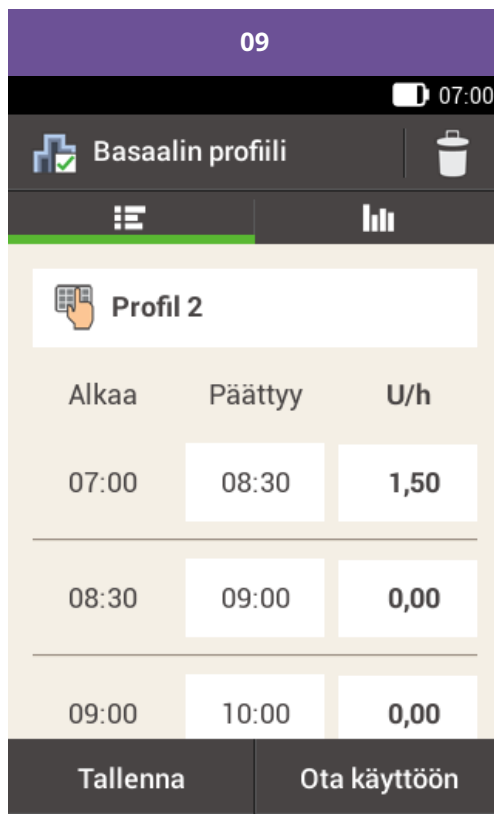 09
07:00
Basaalin profiili
Profil 2
Alkaa Päättyy U/h
07:00 08:30 1,50
08:30 09:00 0,00
09:00 10:00 0,00
Tallenna Ota käyttöön